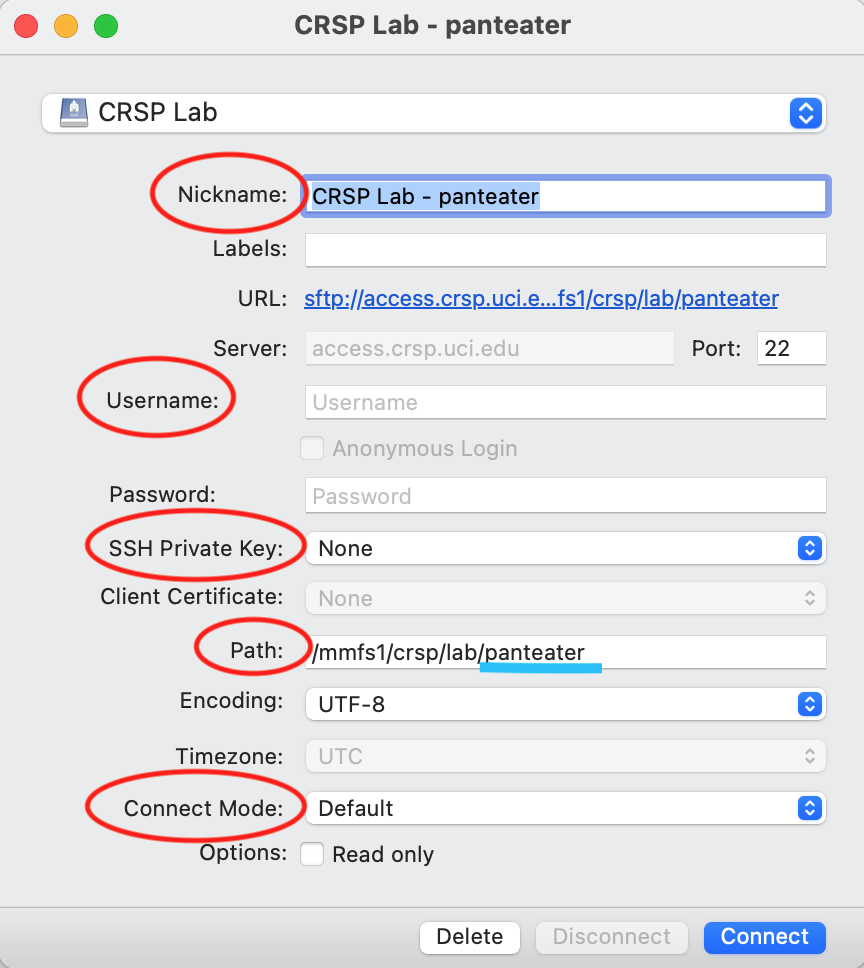 CRSP Lab - panteater
CRSP Lab
Nickname: CRSP Lab - panteater
Labels:
URL: sftp://access.crsp.uci.e...fs1/crsp/lab/panteater
Server: access.crsp.uci.edu Port: 22
Username: Username
Anonymous Login
Password: Password
SSH Private Key: None
Client Certificate: None
Path: /mmfs1/crsp/lab/panteater
Encoding: UTF-8
Timezone: UTC
Connect Mode: Default
Options: Read only
Delete Disconnect Connect